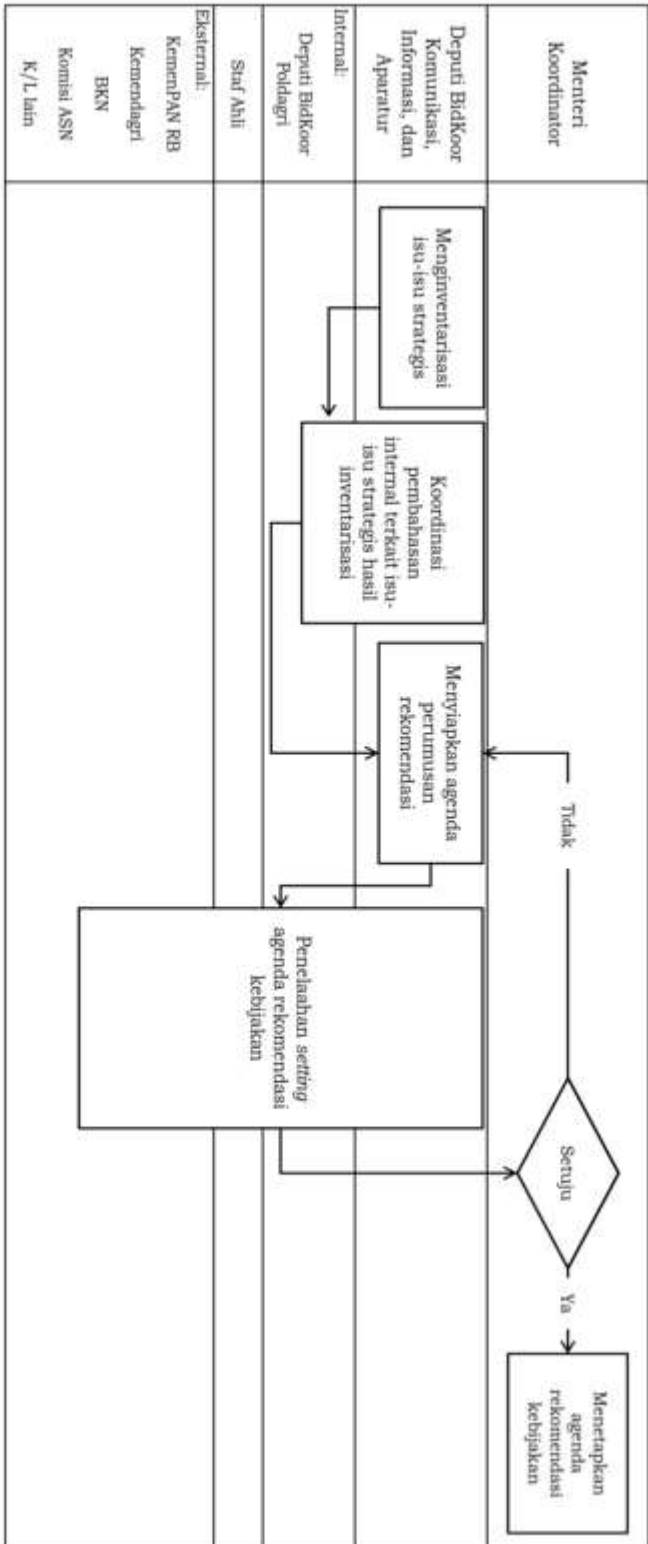 Menteri
Koordinator
Deputi BidKoor
Komunikasi,
Informasi, dan
Aparatur
Internal:
Deputi BidKoor
Poldagri
Staf Ahli
Eksternal:
KemenPAN RB
Kemendagri
BKN
Komisi ASN
K/L lain
Menginventarisasi
isu-isu strategis
Koordinasi
pembahasan
internal terkait isu-
isu strategis hasil
inventarisasi
Menyiapkan agenda
perumusan
rekomendasi
Tidak
Penelaahan setting
agenda rekomendasi
kebijakan
Setuju
Ya
Menetapkan
agenda
rekomendasi
kebijakan